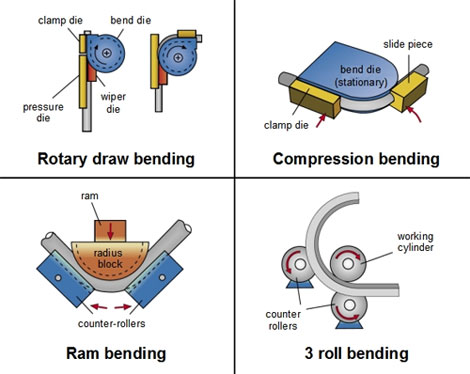 clamp die
bend die
pressure
die
wiper
die
Rotary draw bending
slide piece
bend die
(stationary)
clamp die
Compression bending
ram
radius
block
counter-rollers
Ram bending
working
cylinder
counter
rollers
3 roll bending